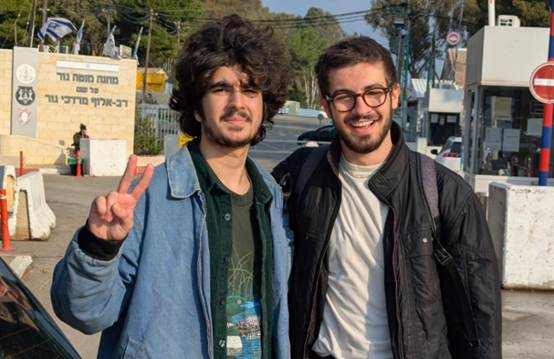 מחנה מוטה גור
על שם
רב-אלוף מרדכי גור